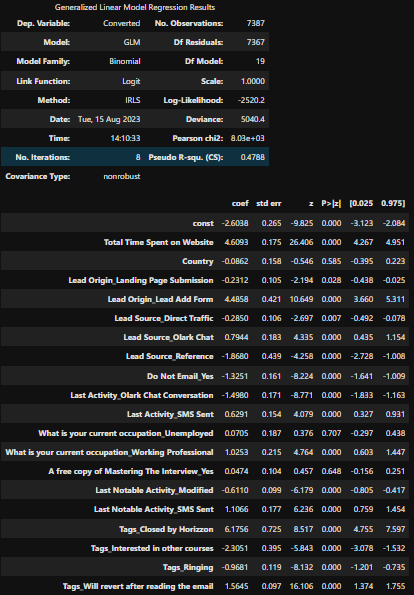 Generalized Linear Model Regression Results
Dep. Variable: Converted No. Observations: 7387
Model: GLM Df Residuals: 7367
Model Family: Binomial Df Model: 19
Link Function: Logit Scale: 1.0000
Method: IRLS Log-Likelihood: -2520.2
Date: Tue, 15 Aug 2023 Deviance: 5040.4
Time: 14:10:33 Pearson chi2: 8.03e+03
No. Iterations: 8 Pseudo R-squ. (CS): 0.4788
Covariance Type: nonrobust
coef std err z P>|z| [0.025 0.975]
const -2.6038 0.265 -9.825 0.000 -3.123 -2.084
Total Time Spent on Website 4.6093 0.175 26.406 0.000 4.267 4.951
Country -0.0862 0.158 -0.546 0.585 -0.395 0.223
Lead Origin_Landing Page Submission -0.2312 0.105 -2.194 0.028 -0.438 -0.025
Lead Origin_Lead Add Form 4.4858 0.421 10.649 0.000 3.660 5.311
Lead Source_Direct Traffic -0.2850 0.106 -2.697 0.007 -0.492 -0.078
Lead Source_Olark Chat 0.7944 0.183 4.335 0.000 0.435 1.154
Lead Source_Reference -1.8680 0.439 -4.258 0.000 -2.728 -1.008
Do Not Email_Yes -1.3251 0.161 -8.224 0.000 -1.641 -1.009
Last Activity_Olark Chat Conversation -1.4980 0.171 -8.771 0.000 -1.833 -1.163
Last Activity_SMS Sent 0.6291 0.154 4.079 0.000 0.327 0.931
What is your current occupation_Unemployed 0.0705 0.187 0.376 0.707 -0.297 0.438
What is your current occupation_Working Professional 1.0253 0.215 4.764 0.000 0.603 1.447
A free copy of Mastering The Interview_Yes 0.0474 0.104 0.457 0.648 -0.156 0.251
Last Notable Activity_Modified -0.6110 0.099 -6.179 0.000 -0.805 -0.417
Last Notable Activity_SMS Sent 1.1066 0.177 6.236 0.000 0.759 1.454
Tags_Closed by Horizzon 6.1756 0.725 8.517 0.000 4.755 7.597
Tags_Interested in other courses -2.3051 0.395 -5.843 0.000 -3.078 -1.532
Tags_Ringing -0.9681 0.119 -8.132 0.000 -1.201 -0.735
Tags_Will revert after reading the email 1.5645 0.097 16.106 0.000 1.374 1.755